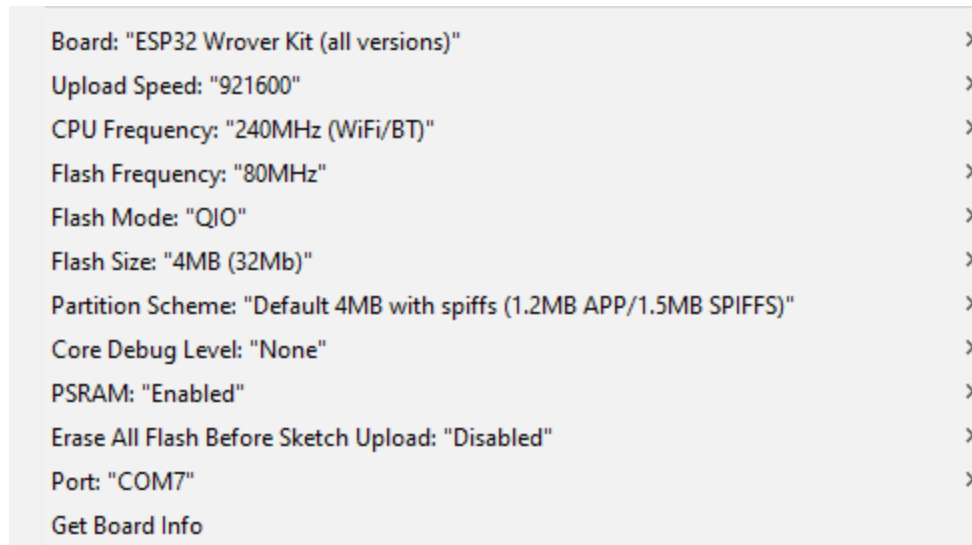 Board: "ESP32 Wrover Kit (all versions)"
Upload Speed: "921600"
CPU Frequency: "240MHz (WiFi/BT)"
Flash Frequency: "80MHz"
Flash Mode: "QIO"
Flash Size: "4MB (32Mb)"
Partition Scheme: "Default 4MB with spiffs (1.2MB APP/1.5MB SPIFFS)"
Core Debug Level: "None"
PSRAM: "Enabled"
Erase All Flash Before Sketch Upload: "Disabled"
Port: "COM7"
Get Board Info